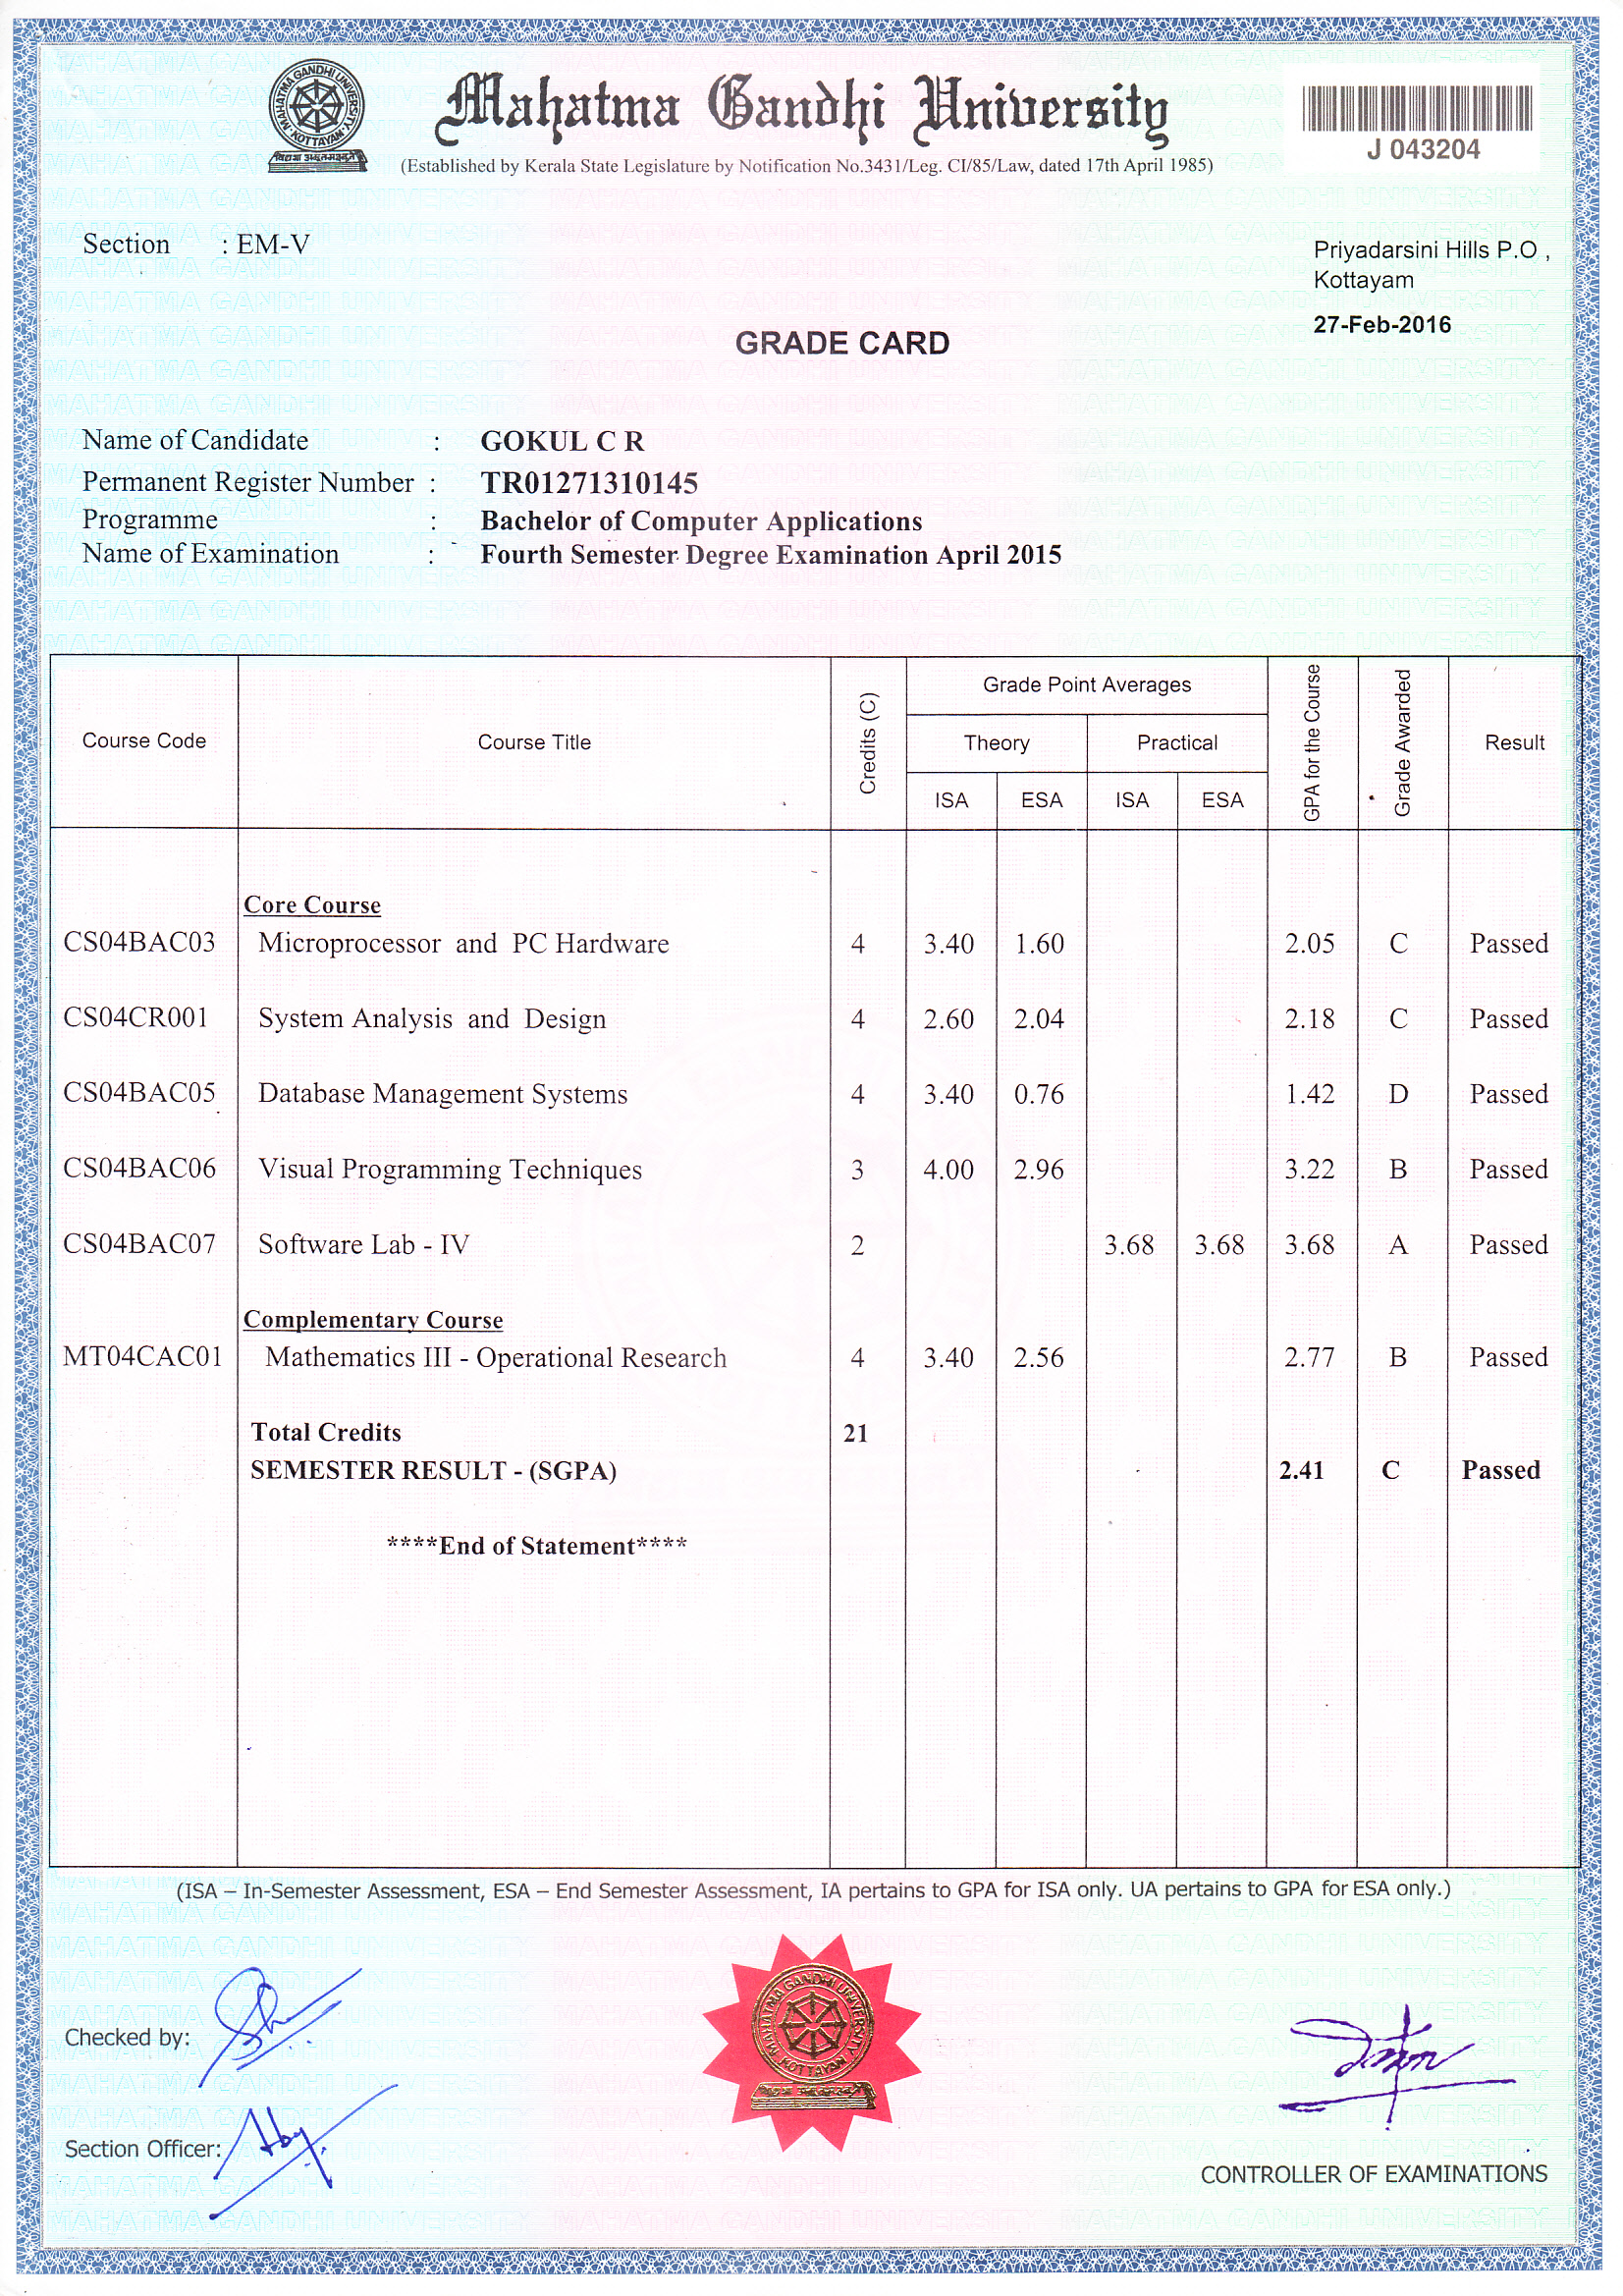 Mahatma Gandhi University
(Established by Kerala State Legislature by Notification No.3431/Leg. CI/85/Law, dated 17th April 1985)
MAHATMA GANDHI UNIVERSITY
KOTTAYAM
J 043204
Section : EM-V
Priyadarsini Hills P.O ,
Kottayam
27-Feb-2016
GRADE CARD
Name of Candidate : GOKUL C R
Permanent Register Number : TR01271310145
Programme : Bachelor of Computer Applications
Name of Examination : Fourth Semester Degree Examination April 2015
Course Code Course Title Credits (C) Grade Point Averages GPA for the Course Grade Awarded Result
Theory Practical
ISA ESA ISA ESA
Core Course
CS04BAC03 Microprocessor and PC Hardware 4 3.40 1.60 2.05 C Passed
CS04CR001 System Analysis and Design 4 2.60 2.04 2.18 C Passed
CS04BAC05 Database Management Systems 4 3.40 0.76 1.42 D Passed
CS04BAC06 Visual Programming Techniques 3 4.00 2.96 3.22 B Passed
CS04BAC07 Software Lab - IV 2 3.68 3.68 3.68 A Passed
Complementary Course
MT04CAC01 Mathematics III - Operational Research 4 3.40 2.56 2.77 B Passed
Total Credits 21
SEMESTER RESULT - (SGPA) 2.41 C Passed
****End of Statement****
(ISA – In-Semester Assessment, ESA – End Semester Assessment, IA pertains to GPA for ISA only. UA pertains to GPA for ESA only.)
MAHATMA GANDHI UNIVERSITY
KOTTAYAM
Checked by:
Section Officer:
CONTROLLER OF EXAMINATIONS